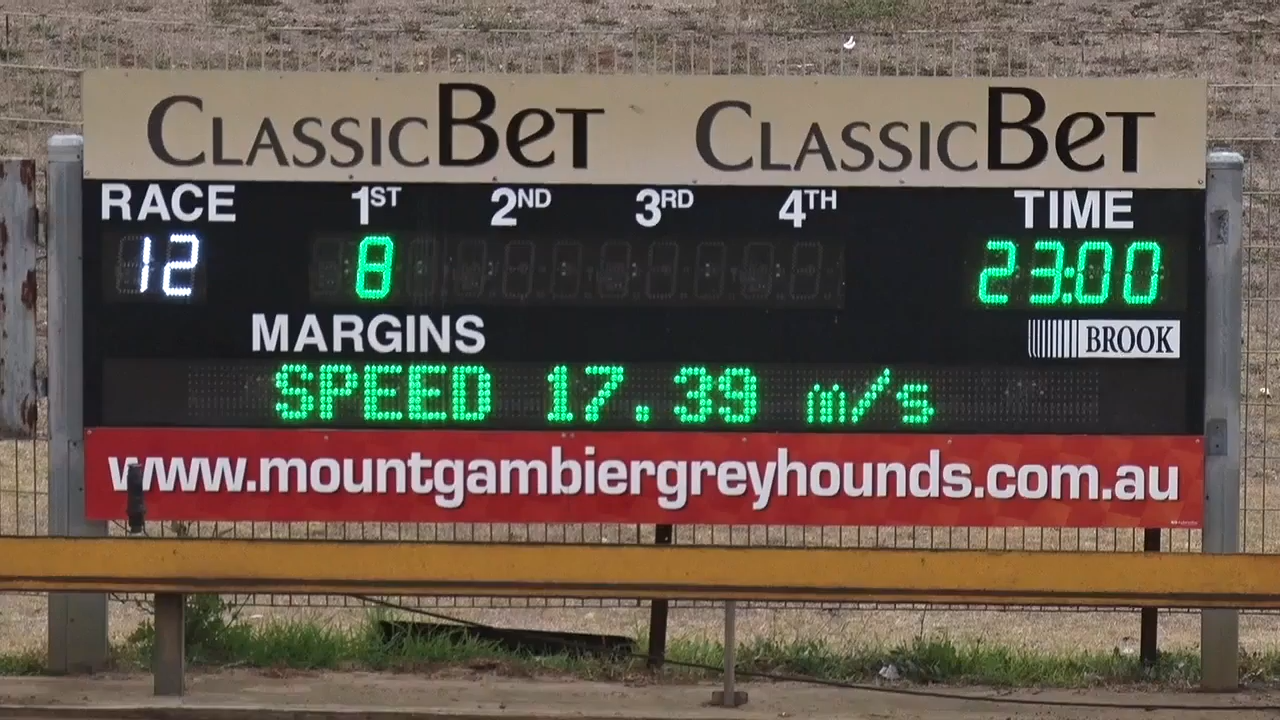 CLASSICBET CLASSICBET
RACE 1ST 2ND 3RD 4TH TIME
12 8 23:00
MARGINS BROOK
SPEED 17.39 m/s
www.mountgambiergreyhounds.com.au